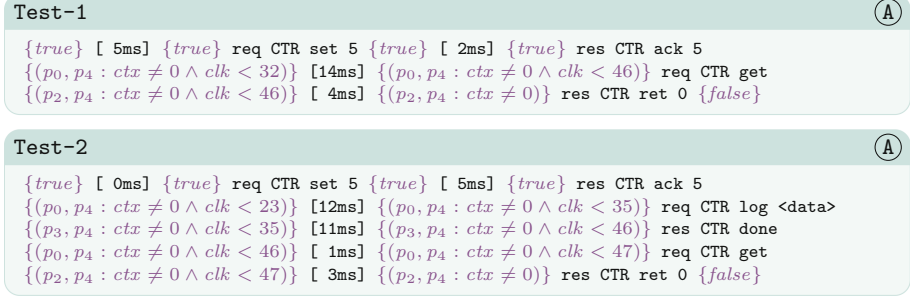 Test-1 Ⓐ
{true} [ 5ms] {true} req CTR set 5 {true} [ 2ms] {true} res CTR ack 5
{(p₀, p₄ : ctx ≠ 0 ∧ clk < 32)} [14ms] {(p₀, p₄ : ctx ≠ 0 ∧ clk < 46)} req CTR get
{(p₂, p₄ : ctx ≠ 0 ∧ clk < 46)} [ 4ms] {(p₂, p₄ : ctx ≠ 0)} res CTR ret 0 {false}
Test-2 Ⓐ
{true} [ 0ms] {true} req CTR set 5 {true} [ 5ms] {true} res CTR ack 5
{(p₀, p₄ : ctx ≠ 0 ∧ clk < 23)} [12ms] {(p₀, p₄ : ctx ≠ 0 ∧ clk < 35)} req CTR log <data>
{(p₃, p₄ : ctx ≠ 0 ∧ clk < 35)} [11ms] {(p₃, p₄ : ctx ≠ 0 ∧ clk < 46)} res CTR done
{(p₀, p₄ : ctx ≠ 0 ∧ clk < 46)} [ 1ms] {(p₀, p₄ : ctx ≠ 0 ∧ clk < 47)} req CTR get
{(p₂, p₄ : ctx ≠ 0 ∧ clk < 47)} [ 3ms] {(p₂, p₄ : ctx ≠ 0)} res CTR ret 0 {false}